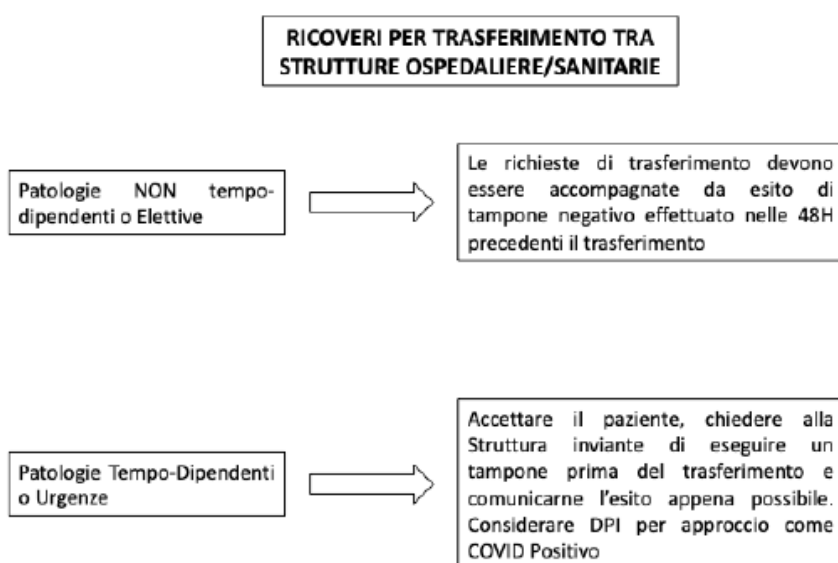 RICOVERI PER TRASFERIMENTO TRA
STRUTTURE OSPEDALIERE/SANITARIE
Patologie NON tempo-
dipendenti o Elettive
Le richieste di trasferimento devono
essere accompagnate da esito di
tampone negativo effettuato nelle 48H
precedenti il trasferimento
Patologie Tempo-Dipendenti
o Urgenze
Accettare il paziente, chiedere alla
Struttura inviante di eseguire un
tampone prima del trasferimento e
comunicarne l'esito appena possibile.
Considerare DPI per approccio come
COVID Positivo